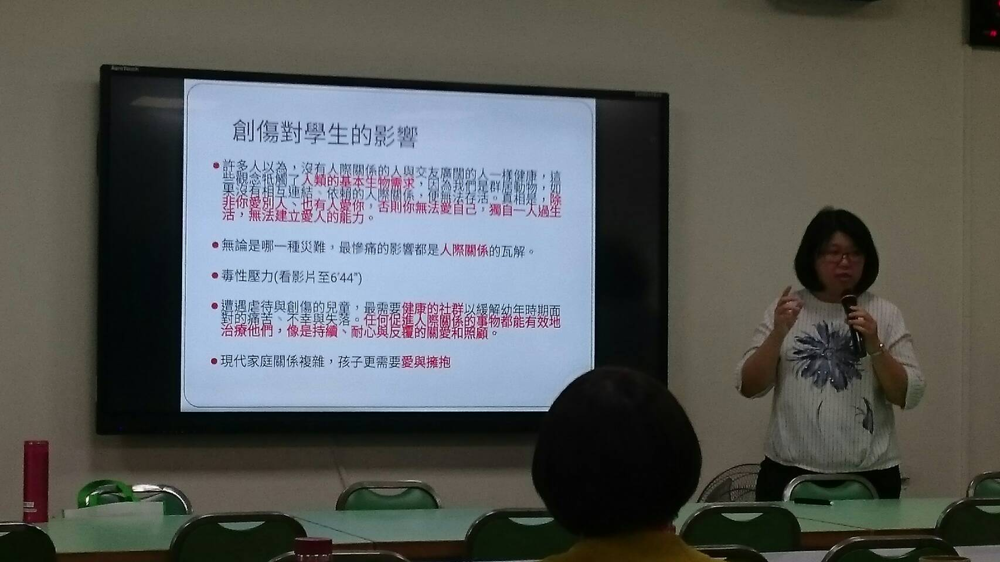 AeroTouch
創傷對學生的影響
許多人以為，沒有人際關係的人與交友廣闊的人一樣健康，這
些觀念牴觸了人類的基本生物需求，因為我們是群居動物，如
果沒有相互連結、依賴的人際關係，便無法存活。真相是，除
非你愛別人、也有人愛你，否則你無法愛自己。獨自一人過生
活，無法建立愛人的能力。
無論是哪一種災難，最慘痛的影響都是人際關係的瓦解。
毒性壓力(看影片至6'44")
遭遇虐待與創傷的兒童，最需要健康的社群以緩解幼年時期面
對的痛苦、不幸與失落。任何促進人際關係的事物都能有效地
治療他們，像是持續、耐心與反覆的關愛和照顧。
現代家庭關係複雜，孩子更需要愛與擁抱